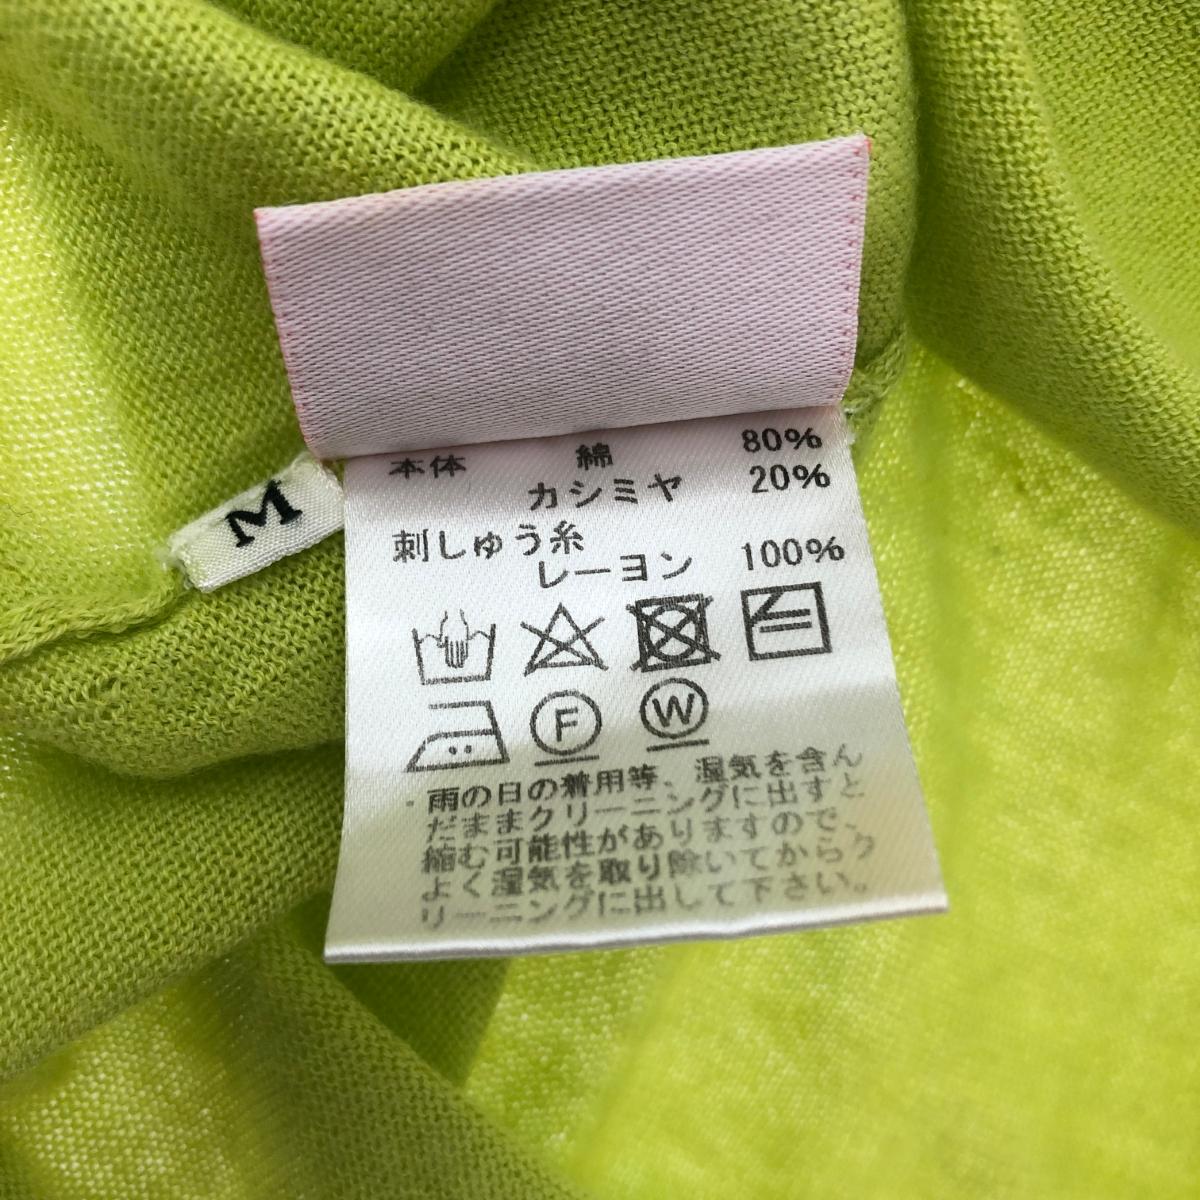 本体 綿 80%
カシミヤ 20%
刺しゅう糸
レーヨン 100%
M
F
W
・雨の日の着用等、湿気を含ん
だままクリーニングに出すと
縮む可能性がありますので、
よく湿気を取り除いてからク
リーニングに出して下さい。